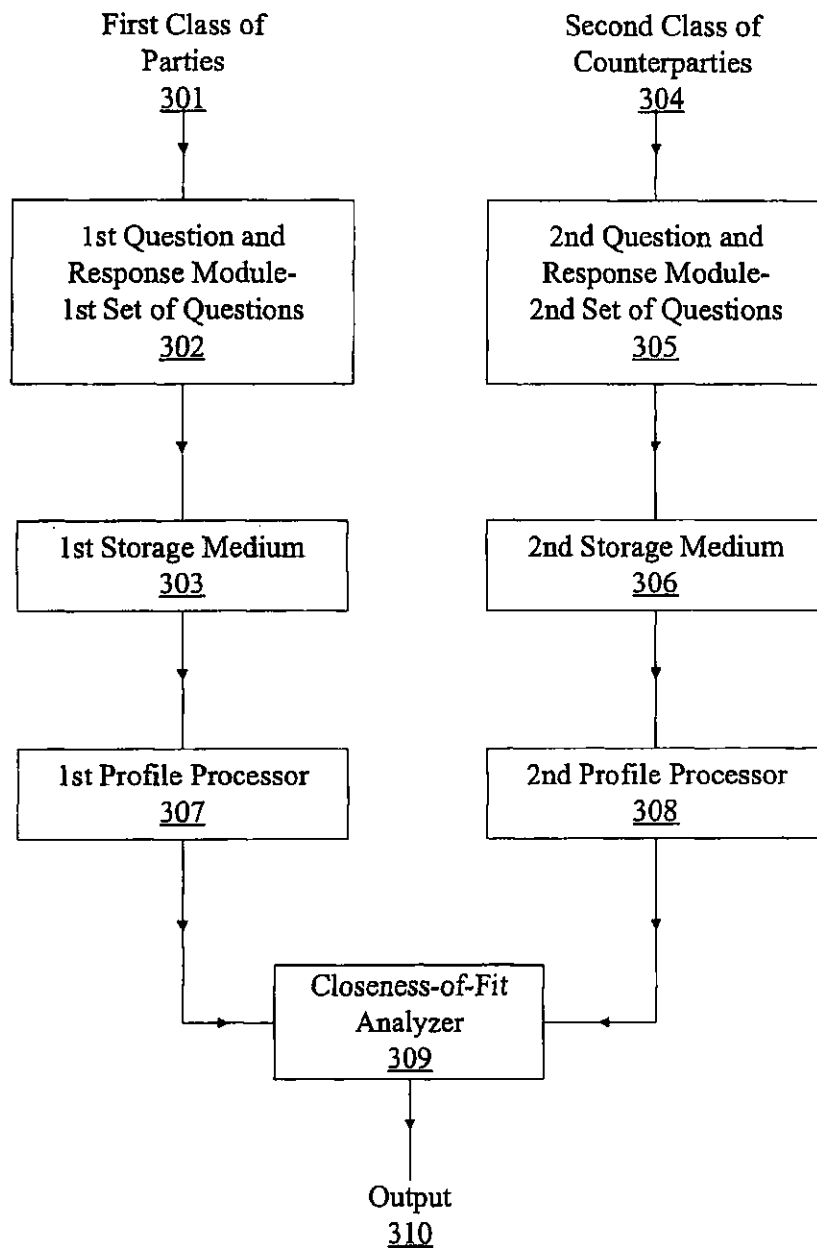 First Class of
Parties
301
Second Class of
Counterparties
304
1st Question and
Response Module-
1st Set of Questions
302
2nd Question and
Response Module-
2nd Set of Questions
305
1st Storage Medium
303
2nd Storage Medium
306
1st Profile Processor
307
2nd Profile Processor
308
Closeness-of-Fit
Analyzer
309
Output
310